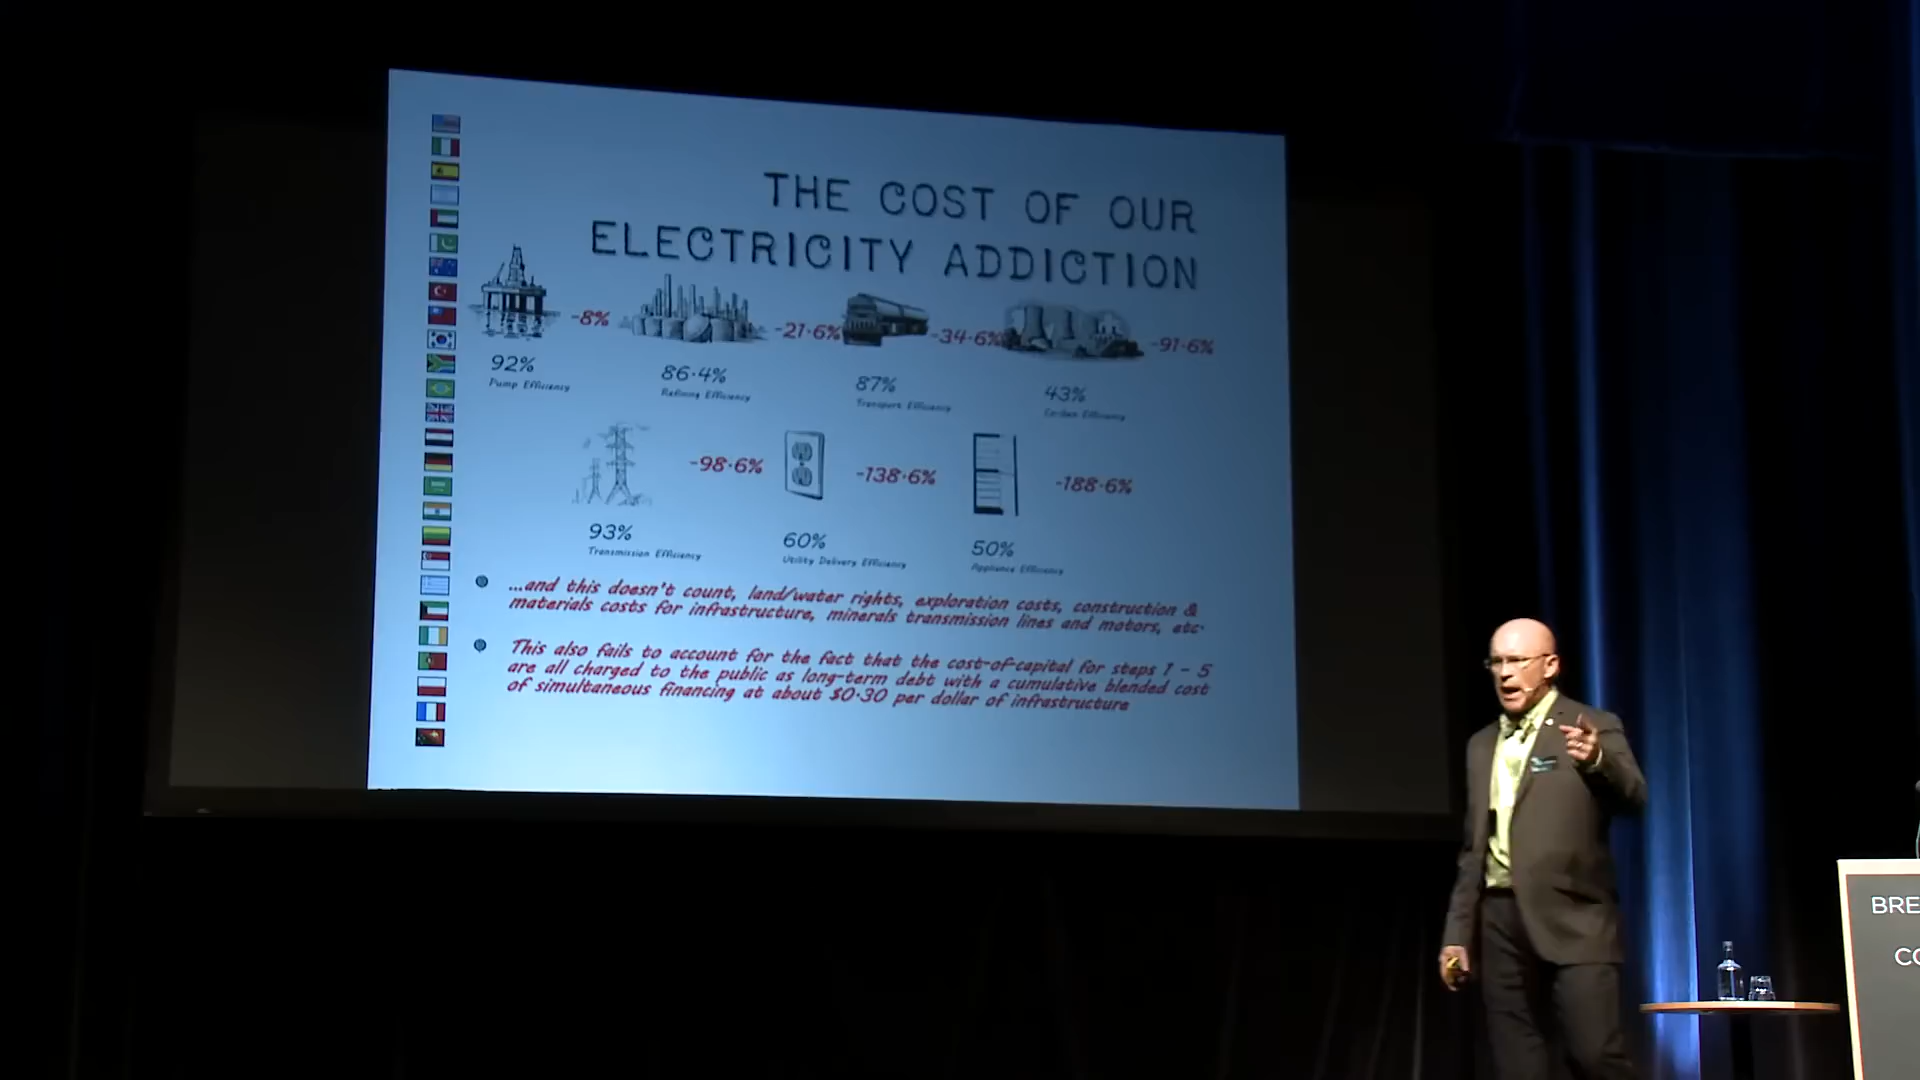 THE COST OF OUR
ELECTRICITY ADDICTION
-8%
-21·6%
-34·6%
-91·6%
92%
Pump Efficiency
86·4%
Refining Efficiency
87%
Transport Efficiency
43%
Carbon Efficiency
-98·6%
-138·6%
-188·6%
93%
Transmission Efficiency
60%
Utility Delivery Efficiency
50%
Appliance Efficiency
...and this doesn't count, land/water rights, exploration costs, construction &
materials costs for infrastructure, minerals transmission lines and motors, etc·
This also fails to account for the fact that the cost-of-capital for steps 1 - 5
are all charged to the public as long-term debt with a cumulative blended cost
of simultaneous financing at about $0·30 per dollar of infrastructure
BRE
CO